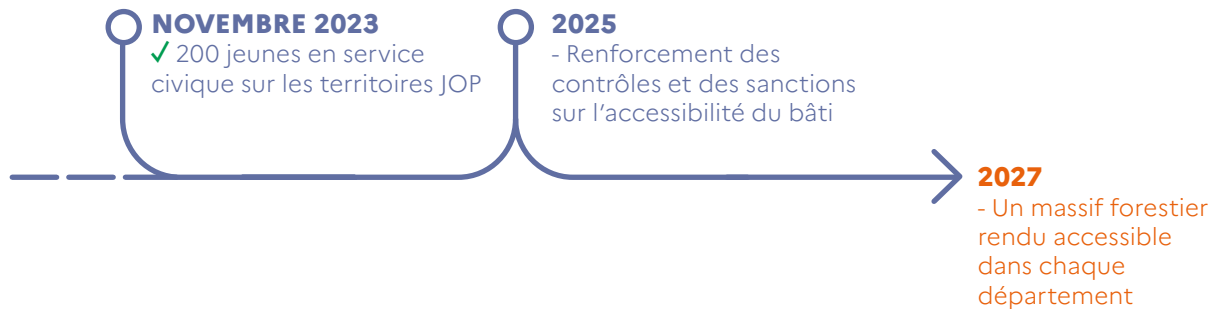 NOVEMBRE 2023
✓ 200 jeunes en service
civique sur les territoires JOP
2025
- Renforcement des
contrôles et des sanctions
sur l'accessibilité du bâti
2027
- Un massif forestier
rendu accessible
dans chaque
département